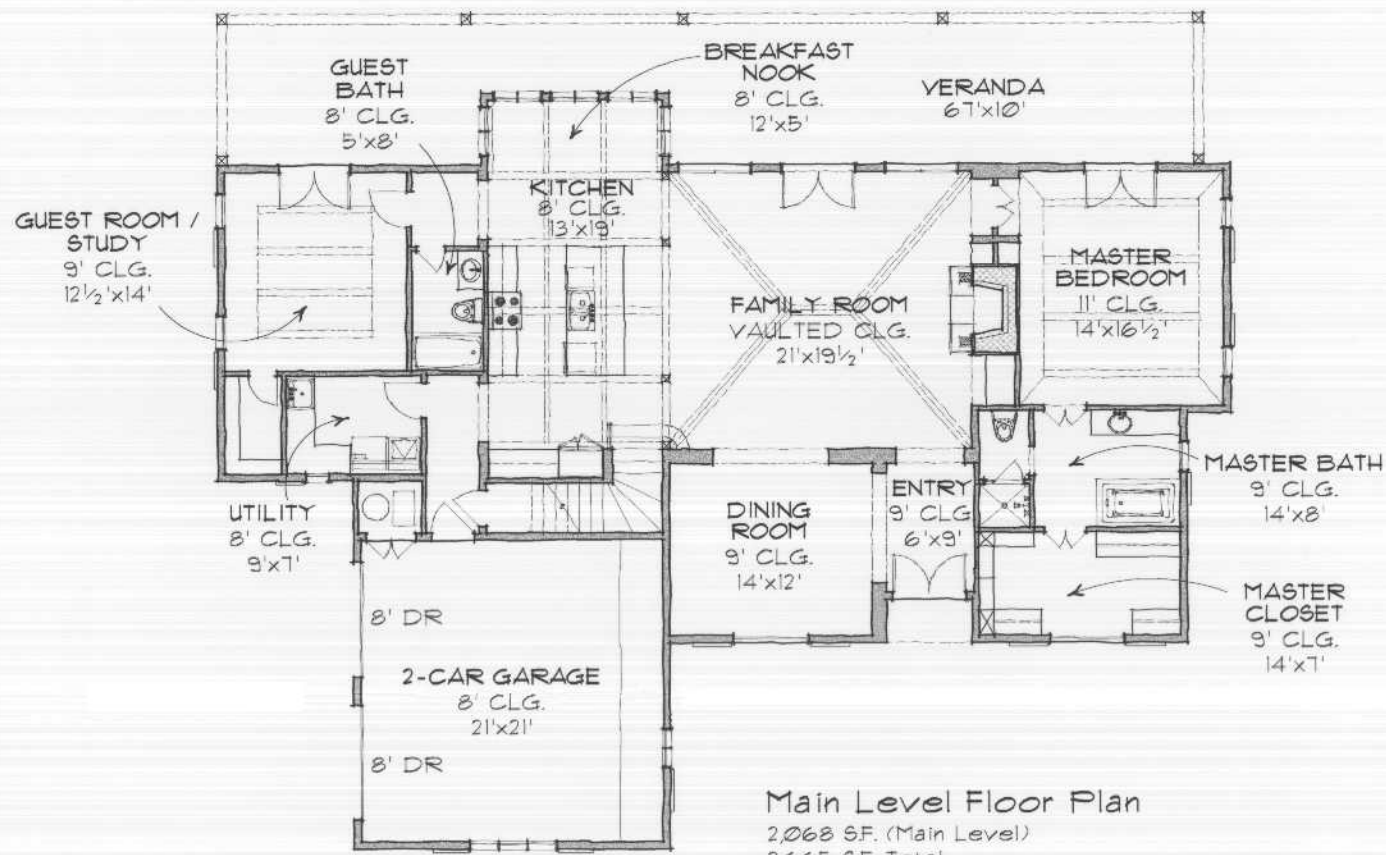 GUEST
BATH
8' CLG.
5'x8'
BREAKFAST
NOOK
8' CLG.
12'x5'
VERANDA
67'x10'
GUEST ROOM /
STUDY
9' CLG.
12½'x14'
KITCHEN
8' CLG.
13'x19'
FAMILY ROOM
VAULTED CLG.
21'x19½'
MASTER
BEDROOM
11' CLG.
14'x16½'
UTILITY
8' CLG.
9'x7'
DINING
ROOM
9' CLG.
14'x12'
ENTRY
9' CLG
6'x9'
MASTER BATH
9' CLG.
14'x8'
MASTER
CLOSET
9' CLG.
14'x7'
8' DR
2-CAR GARAGE
8' CLG.
21'x21'
8' DR
Main Level Floor Plan
2,068 S.F. (Main Level)
S.F. Total